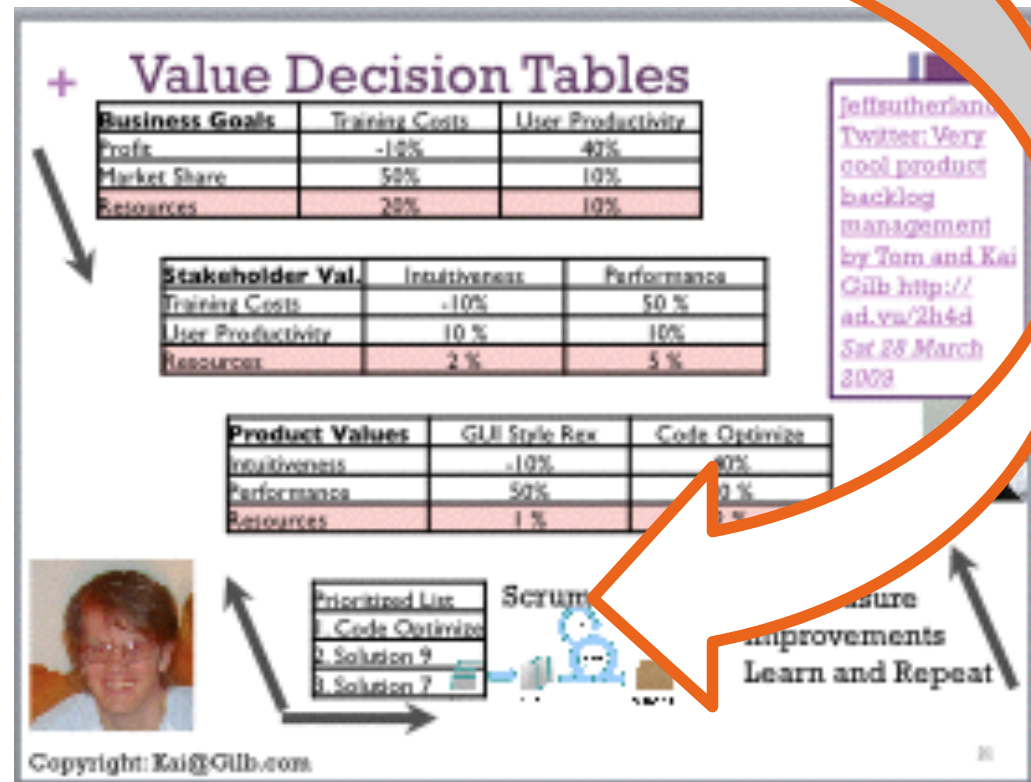 + Value Decision Tables
Business Goals Training Costs User Productivity
Profit -10% 40%
Market Share 50% 10%
Resources 20% 10%
Jeffsutherland
Twitter: Very
cool product
backlog
management
by Tom and Kai
Gilb http://
ad.vu/2h4d
Sat 28 March
2009
Stakeholder Val. Intuitiveness Performance
Training Costs -10% 50 %
User Productivity 10 % 10%
Resources 2 % 5 %
Product Values GUI Style Rex Code Optimize
Intuitiveness -10% 40%
Performance 50%
Resources 1 %
Prioritized List
1. Code Optimize
2. Solution 9
3. Solution 7
Scrum
Improvements
Learn and Repeat
Copyright: Kai@Gilb.com